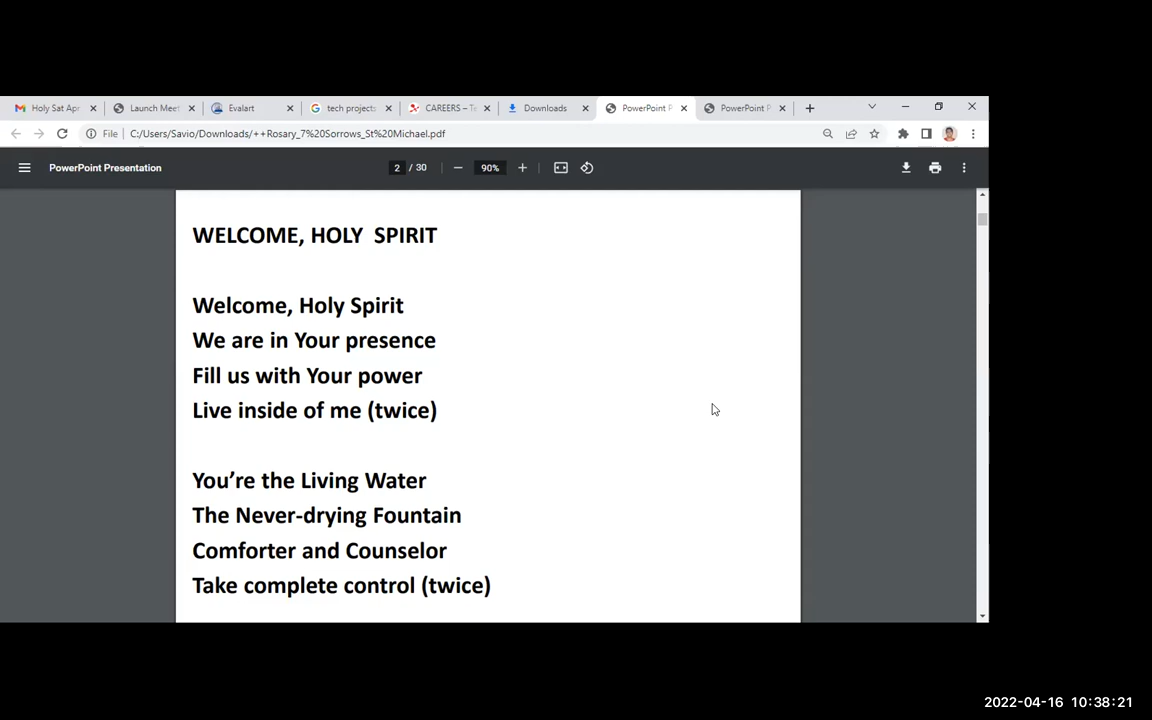 Holy Sat Apr
Launch Meet
Evalart
tech projects
CAREERS – T
Downloads
PowerPoint P
PowerPoint P
File
C:/Users/Savio/Downloads/++Rosary_7%20Sorrows_St%20Michael.pdf
PowerPoint Presentation
2 / 30
90%
WELCOME, HOLY SPIRIT
Welcome, Holy Spirit
We are in Your presence
Fill us with Your power
Live inside of me (twice)
You’re the Living Water
The Never-drying Fountain
Comforter and Counselor
Take complete control (twice)
2022-04-16 10:38:21